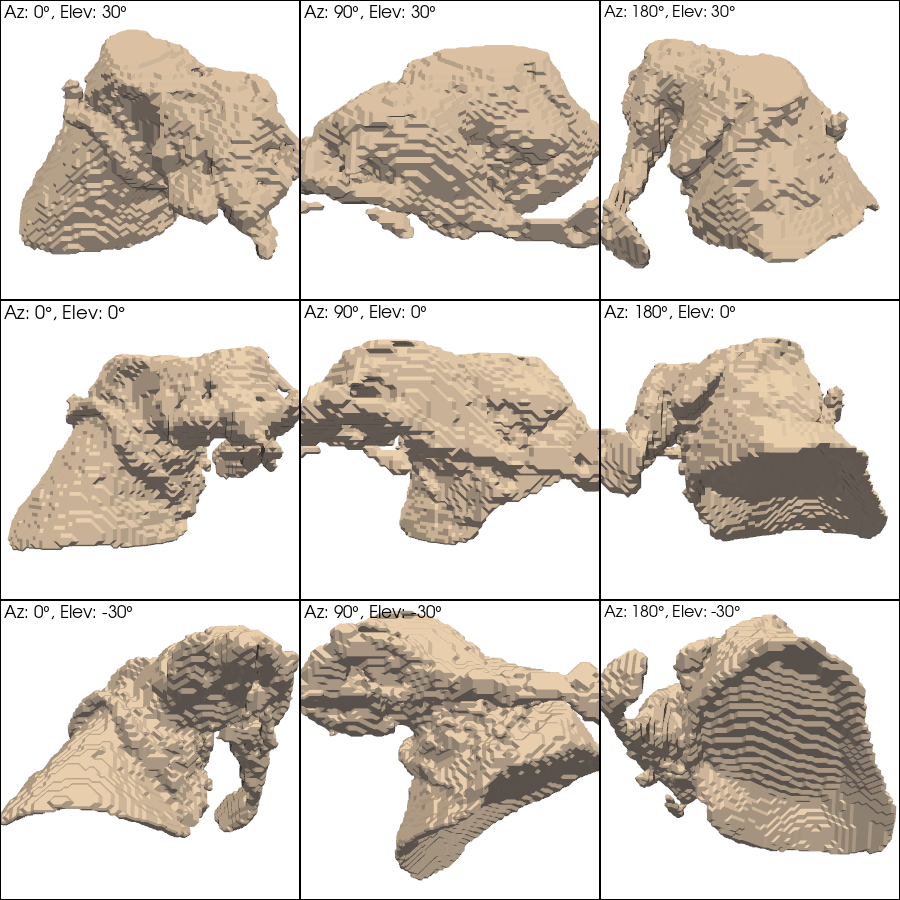 Az: 0°, Elev: 30°
Az: 90°, Elev: 30°
Az: 180°, Elev: 30°
Az: 0°, Elev: 0°
Az: 90°, Elev: 0°
Az: 180°, Elev: 0°
Az: 0°, Elev: -30°
Az: 90°, Elev: -30°
Az: 180°, Elev: -30°